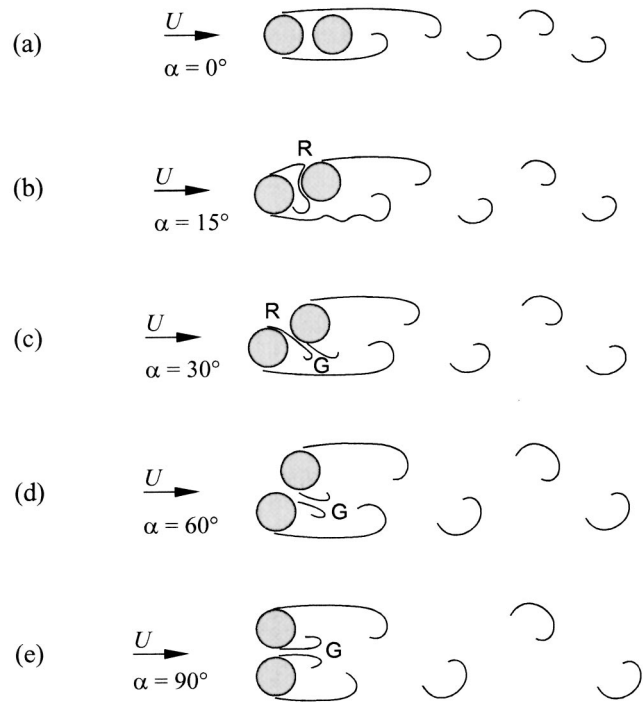 (a) U
α = 0°
R
(b) U
α = 15°
R
(c) U
α = 30° G
(d) U
α = 60° G
(e) U G
α = 90°